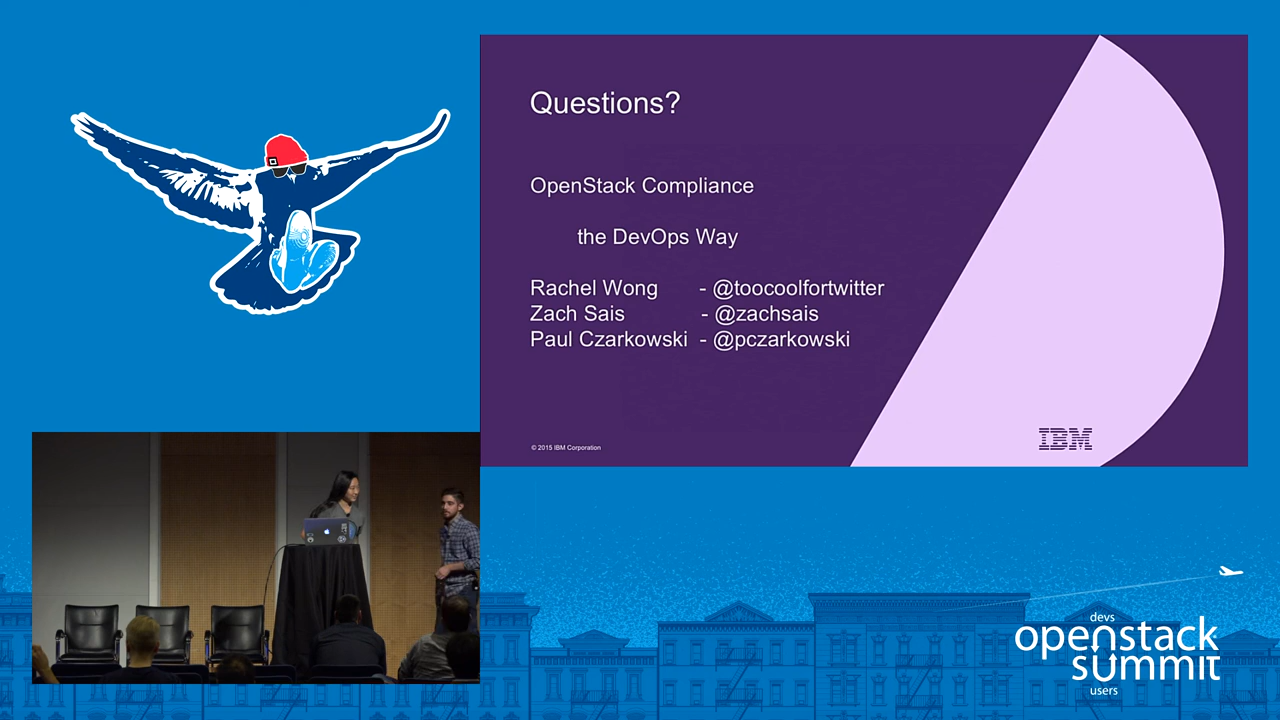 Questions?
OpenStack Compliance
the DevOps Way
Rachel Wong - @toocoolfortwitter
Zach Sais - @zachsais
Paul Czarkowski - @pczarkowski
© 2015 IBM Corporation
IBM
devs
openstack
summit
users